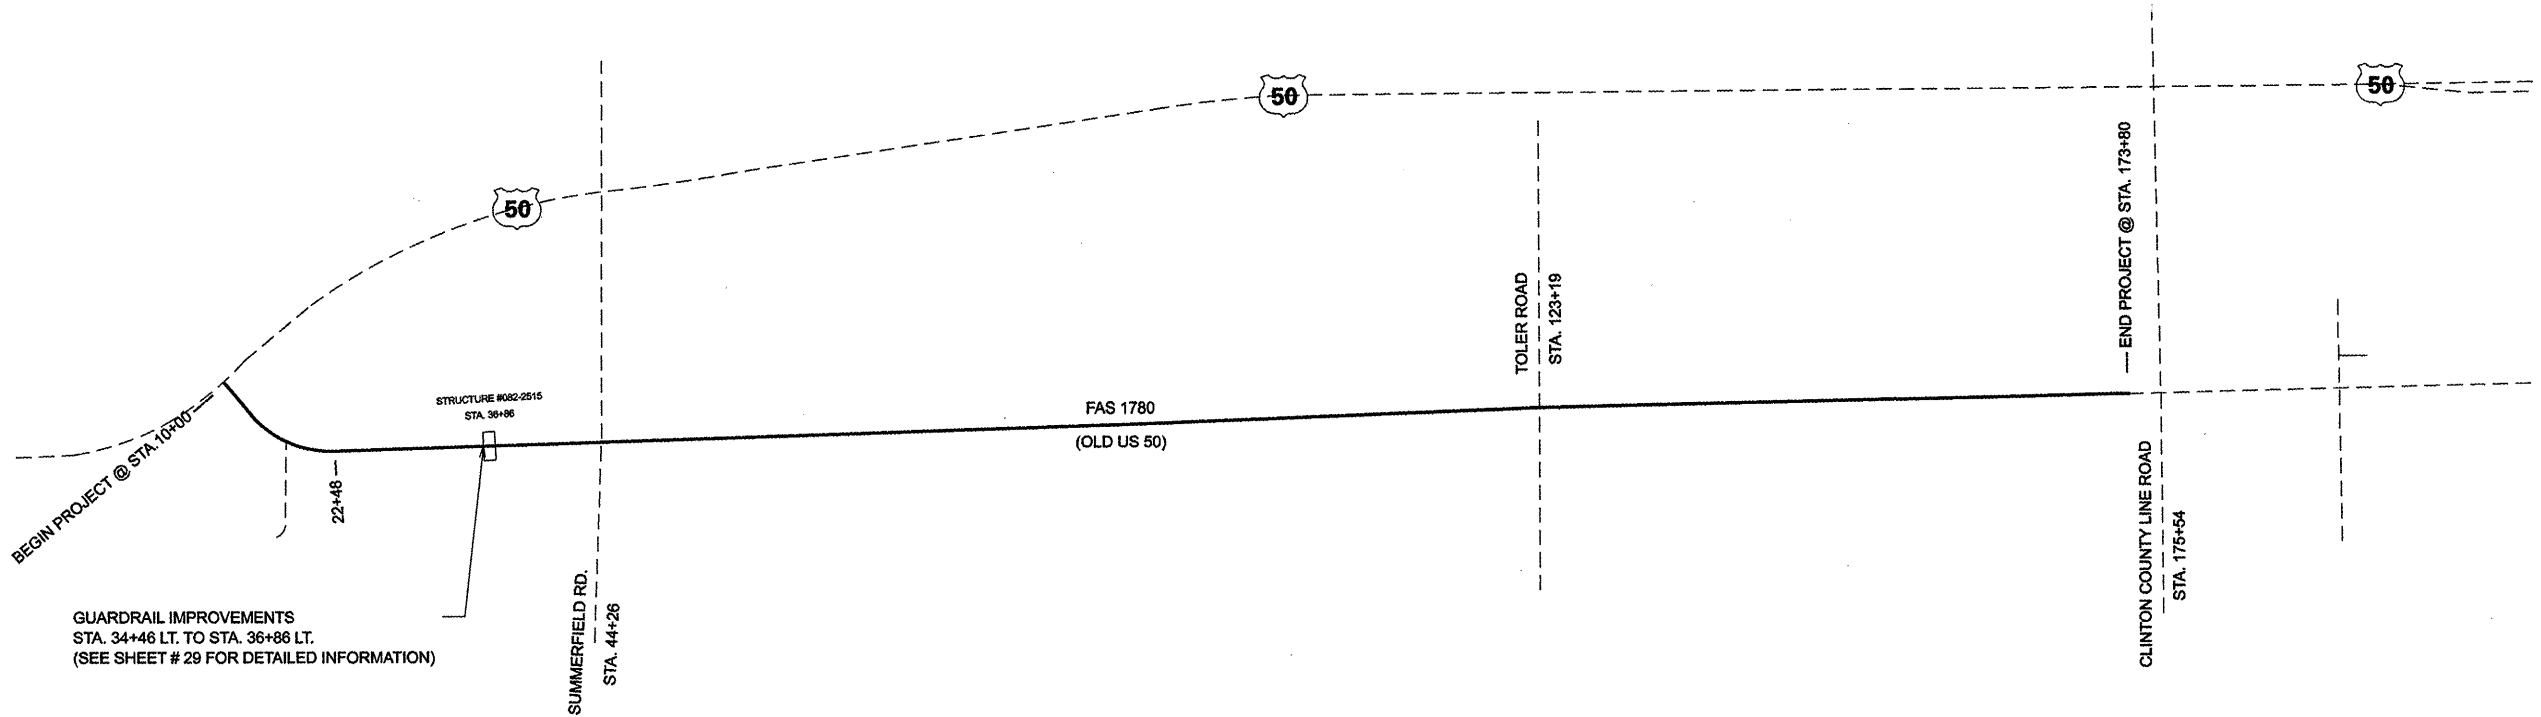 50
50
50
BEGIN PROJECT @ STA.10+00
22+48
STRUCTURE #082-2515
STA. 36+86
GUARDRAIL IMPROVEMENTS
STA. 34+46 LT. TO STA. 36+86 LT.
(SEE SHEET # 29 FOR DETAILED INFORMATION)
SUMMERFIELD RD.
STA. 44+26
FAS 1780
(OLD US 50)
TOLER ROAD
STA. 123+19
END PROJECT @ STA. 173+80
CLINTON COUNTY LINE ROAD
STA. 175+54